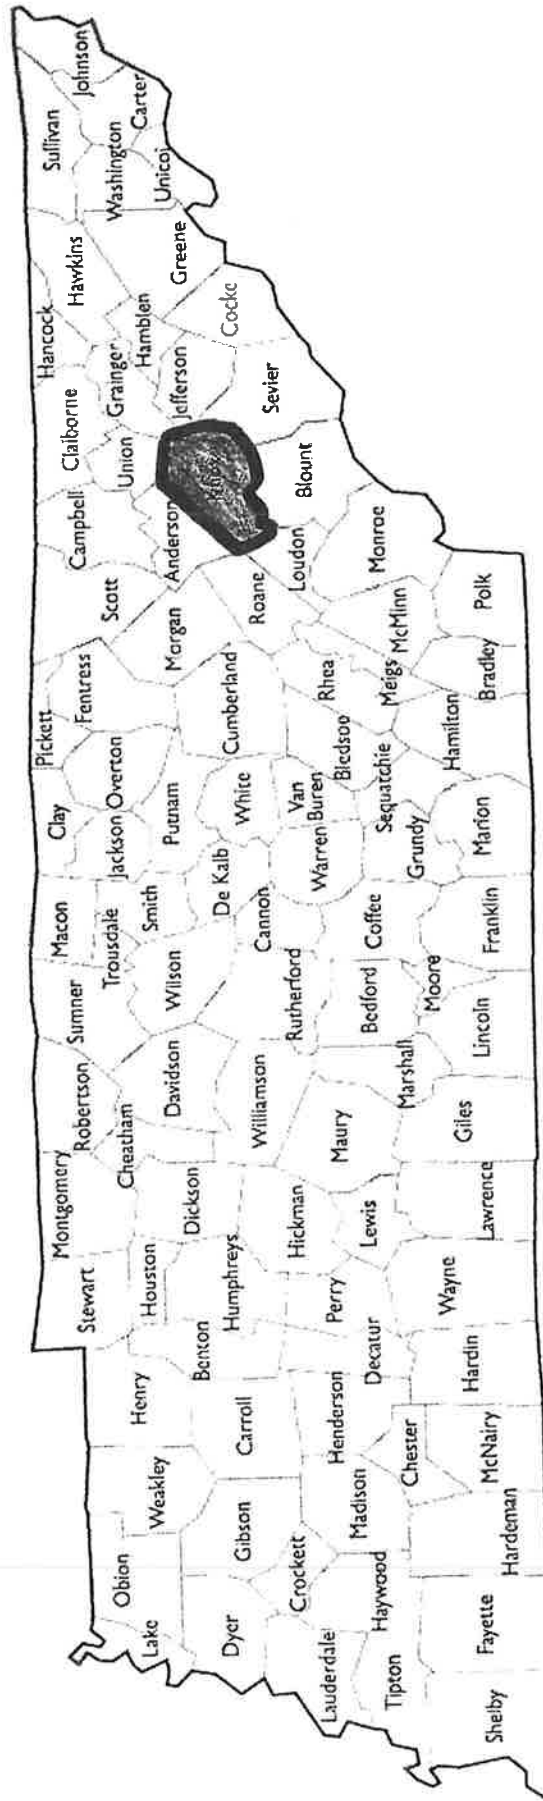 Johnson
Sullivan
Carter
Washington
Unicoi
Hawkins
Greene
Hancock
Hamblen
Cocke
Grainger
Jefferson
Claiborne
Sevier
Union
Knox
Campbell
Blount
Anderson
Loudon
Scott
Monroe
Roane
Morgan
McMinn
Polk
Fentress
Cumberland
Rhea
Meigs
Bradley
Pickett
Overton
Bledsoe
Hamilton
Clay
White
Van
Buren
Sequatchie
Jackson
Putnam
Warren
Grundy
Marion
De Kalb
Macon
Smith
Cannon
Coffee
Franklin
Trousdale
Wilson
Sumner
Rutherford
Bedford
Moore
Lincoln
Robertson
Davidson
Williamson
Marshall
Cheatham
Maury
Giles
Montgomery
Dickson
Hickman
Lewis
Lawrence
Stewart
Houston
Humphreys
Perry
Wayne
Benton
Decatur
Hardin
Henry
Carroll
Henderson
Chester
McNairy
Weakley
Gibson
Madison
Hardeman
Obion
Crockett
Haywood
Lake
Dyer
Fayette
Lauderdale
Tipton
Shelby